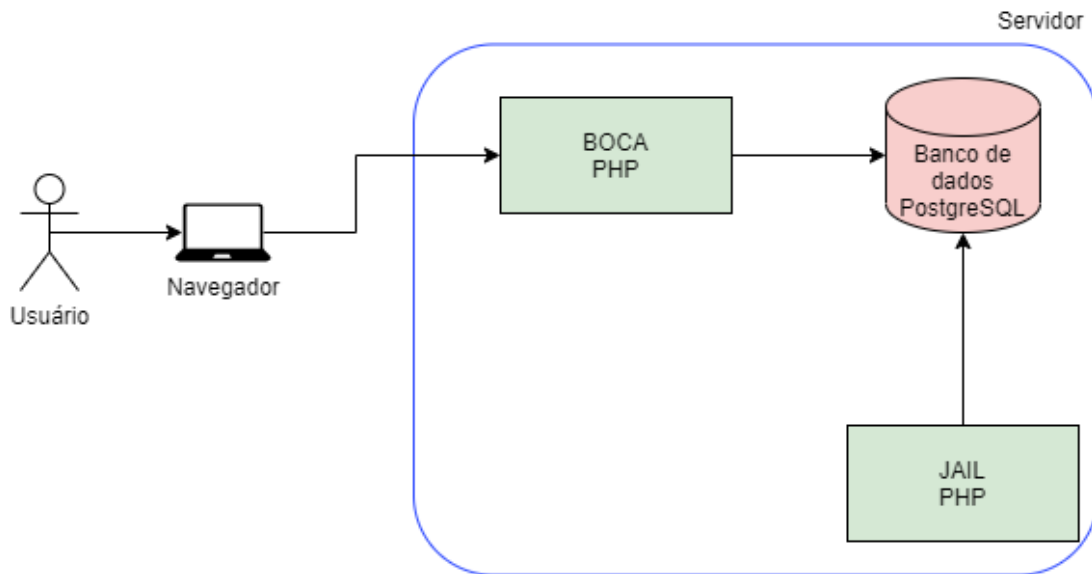 Servidor
BOCA
PHP
Banco de
dados
PostgreSQL
Navegador
Usuário
JAIL
PHP